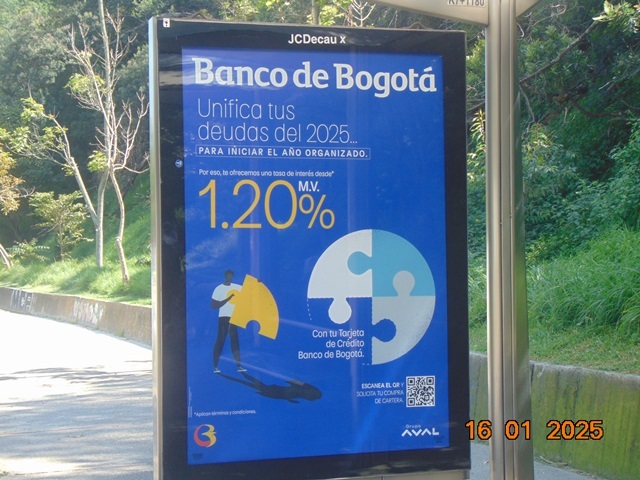 JCDecaux
Banco de Bogotá
Unifica tus
deudas del 2025...
PARA INICIAR EL AÑO ORGANIZADO.
Por eso, te ofrecemos una tasa de interés desde*
1.20% M.V.
Con tu Tarjeta
de Crédito
Banco de Bogotá.
ESCANEA EL QR Y
SOLICITA TU COMPRA
DE CARTERA.
*Aplican términos y condiciones.
Grupo
AVAL
16 01 2025